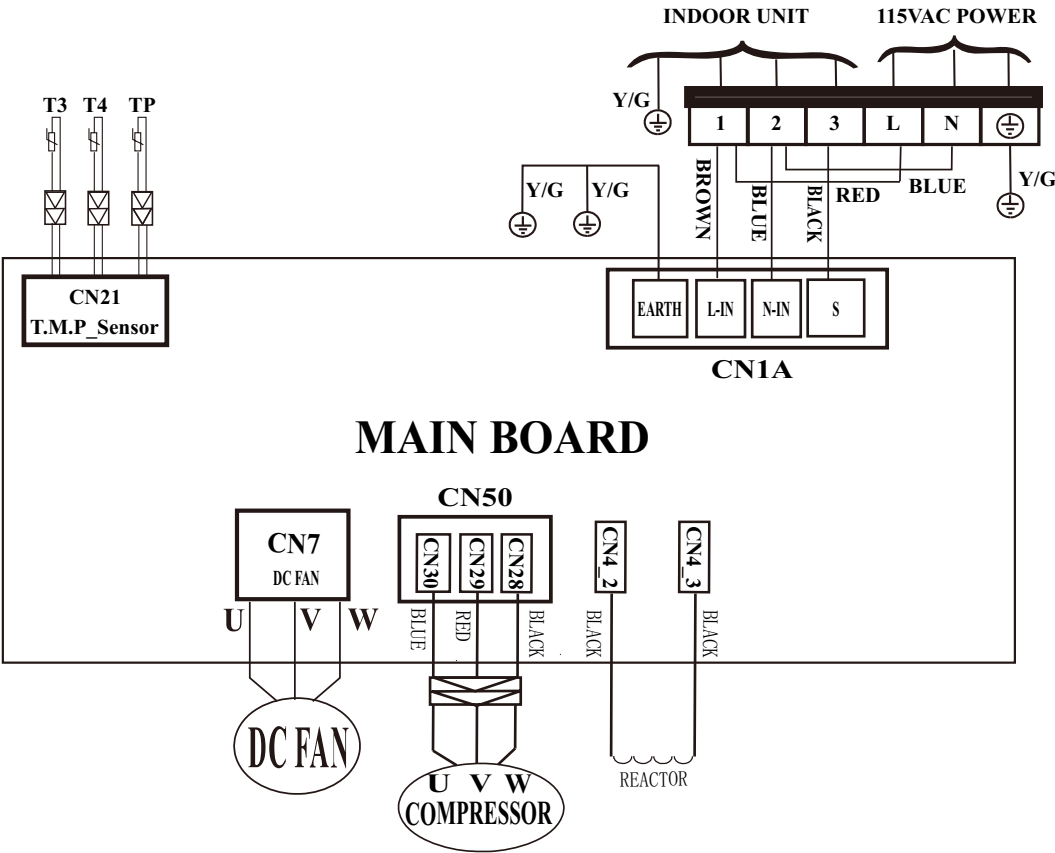 INDOOR UNIT 115VAC POWER
T3 T4 TP
Y/G
1 2 3 L N
Y/G Y/G
BROWN BLUE BLACK RED BLUE Y/G
CN21
T.M.P_Sensor
EARTH L-IN N-IN S
CN1A
MAIN BOARD
CN50
CN7
DC FAN
CN30 CN29 CN28 CN4_2 CN4_3
U V W
BLUE RED BLACK BLACK BLACK
DC FAN
REACTOR
U V W
COMPRESSOR